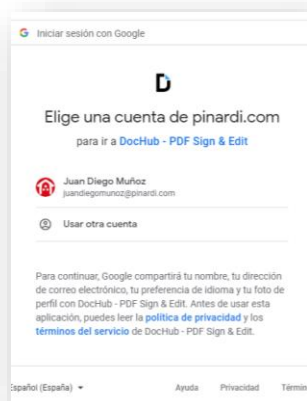 Iniciar sesión con Google
Elige una cuenta de pinardi.com
para ir a DocHub - PDF Sign & Edit
Juan Diego Muñoz
juandiegomunoz@pinardi.com
Usar otra cuenta
Para continuar, Google compartirá tu nombre, tu dirección
de correo electrónico, tu preferencia de idioma y tu foto de
perfil con DocHub - PDF Sign & Edit. Antes de usar esta
aplicación, puedes leer la política de privacidad y los
términos del servicio de DocHub - PDF Sign & Edit.
Español (España) Ayuda Privacidad Términ